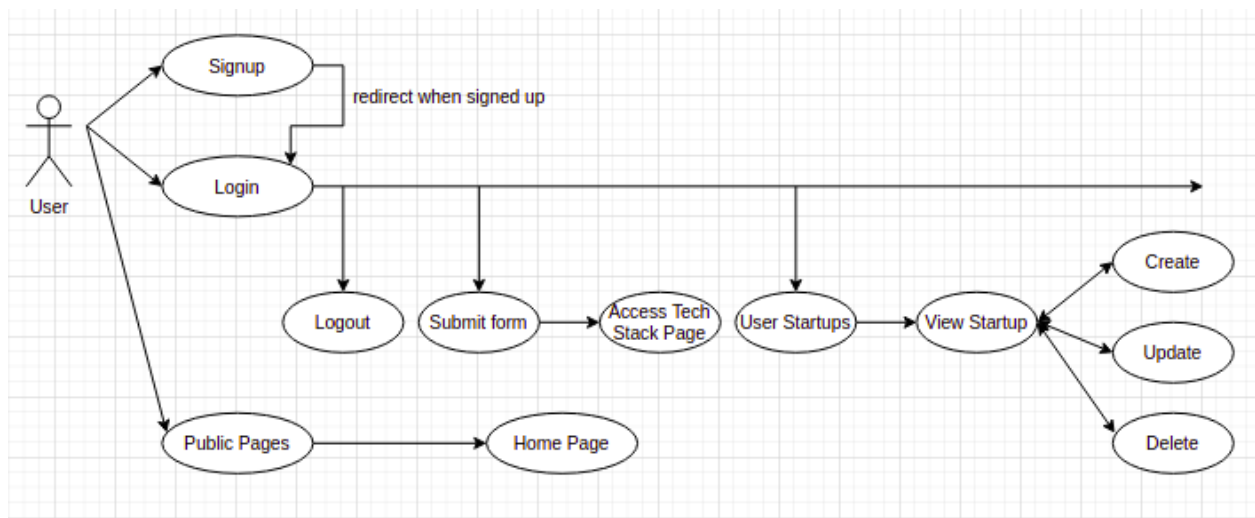 Signup
redirect when signed up
User
Login
Create
Logout
Submit form
Access Tech
Stack Page
User Startups
View Startup
Update
Public Pages
Home Page
Delete